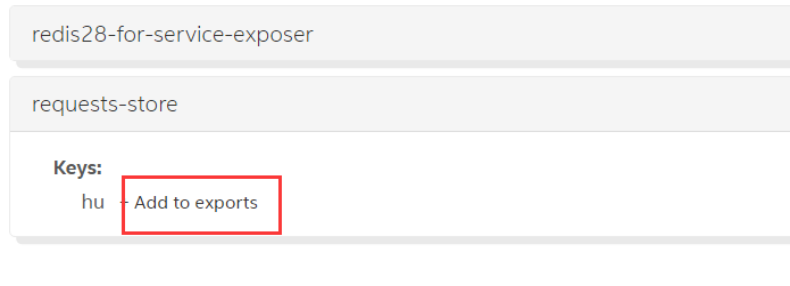 redis28-for-service-exposer
requests-store
Keys:
hu - Add to exports